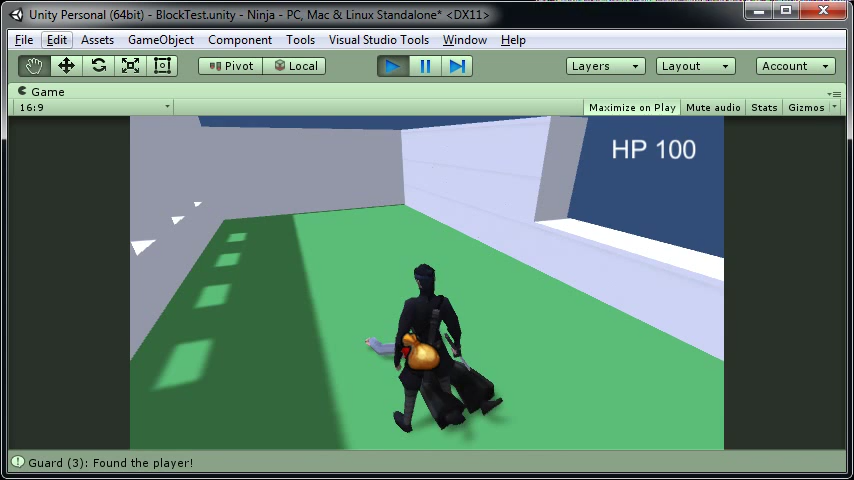 Unity Personal (64bit) - BlockTest.unity - Ninja - PC, Mac & Linux Standalone* <DX11>
File Edit Assets GameObject Component Tools Visual Studio Tools Window Help
Pivot Local Layers Layout Account
Game
16:9 Maximize on Play Mute audio Stats Gizmos
HP 100
Guard (3): Found the player!